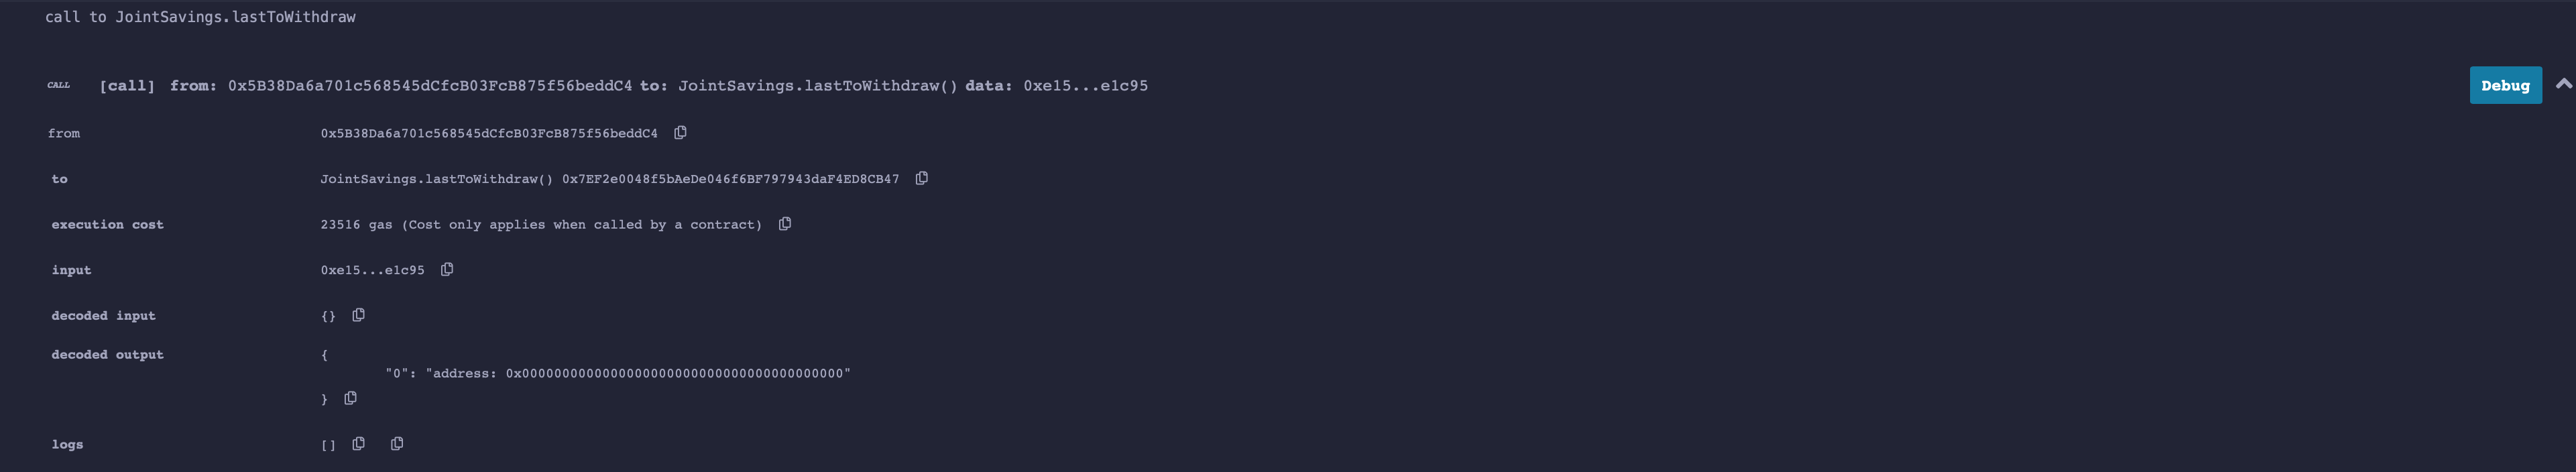 call to JointSavings.lastToWithdraw
CALL [call] from: 0x5B38Da6a701c568545dCfcB03FcB875f56beddC4 to: JointSavings.lastToWithdraw() data: 0xe15...e1c95 Debug
from 0x5B38Da6a701c568545dCfcB03FcB875f56beddC4
to JointSavings.lastToWithdraw() 0x7EF2e0048f5bAeDe046f6BF797943daF4ED8CB47
execution cost 23516 gas (Cost only applies when called by a contract)
input 0xe15...e1c95
decoded input {}
decoded output {
"0": "address: 0x0000000000000000000000000000000000000000"
}
logs []